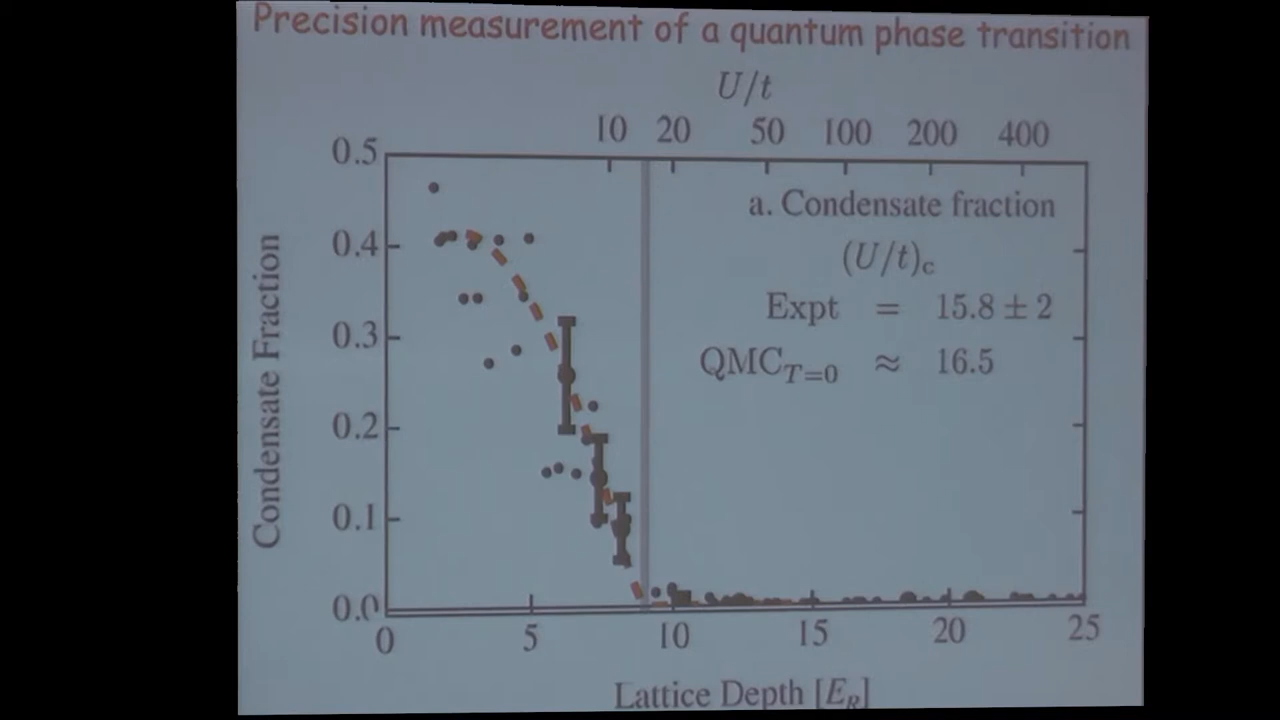 Precision measurement of a quantum phase transition
U/t
10 20 50 100 200 400
0.5
0.4
0.3
0.2
0.1
0.0
Condensate Fraction
a. Condensate fraction
(U/t)c
Expt = 15.8 ± 2
QMC T=0 ≈ 16.5
0 5 10 15 20 25
Lattice Depth [ER]